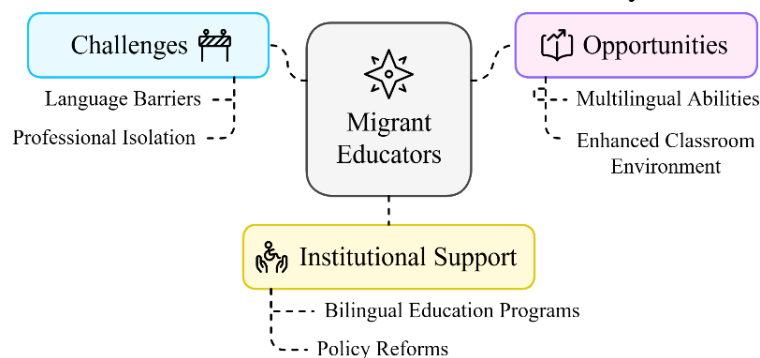 Challenges
Language Barriers
Professional Isolation
Migrant
Educators
Opportunities
Multilingual Abilities
Enhanced Classroom
Environment
Institutional Support
Bilingual Education Programs
Policy Reforms